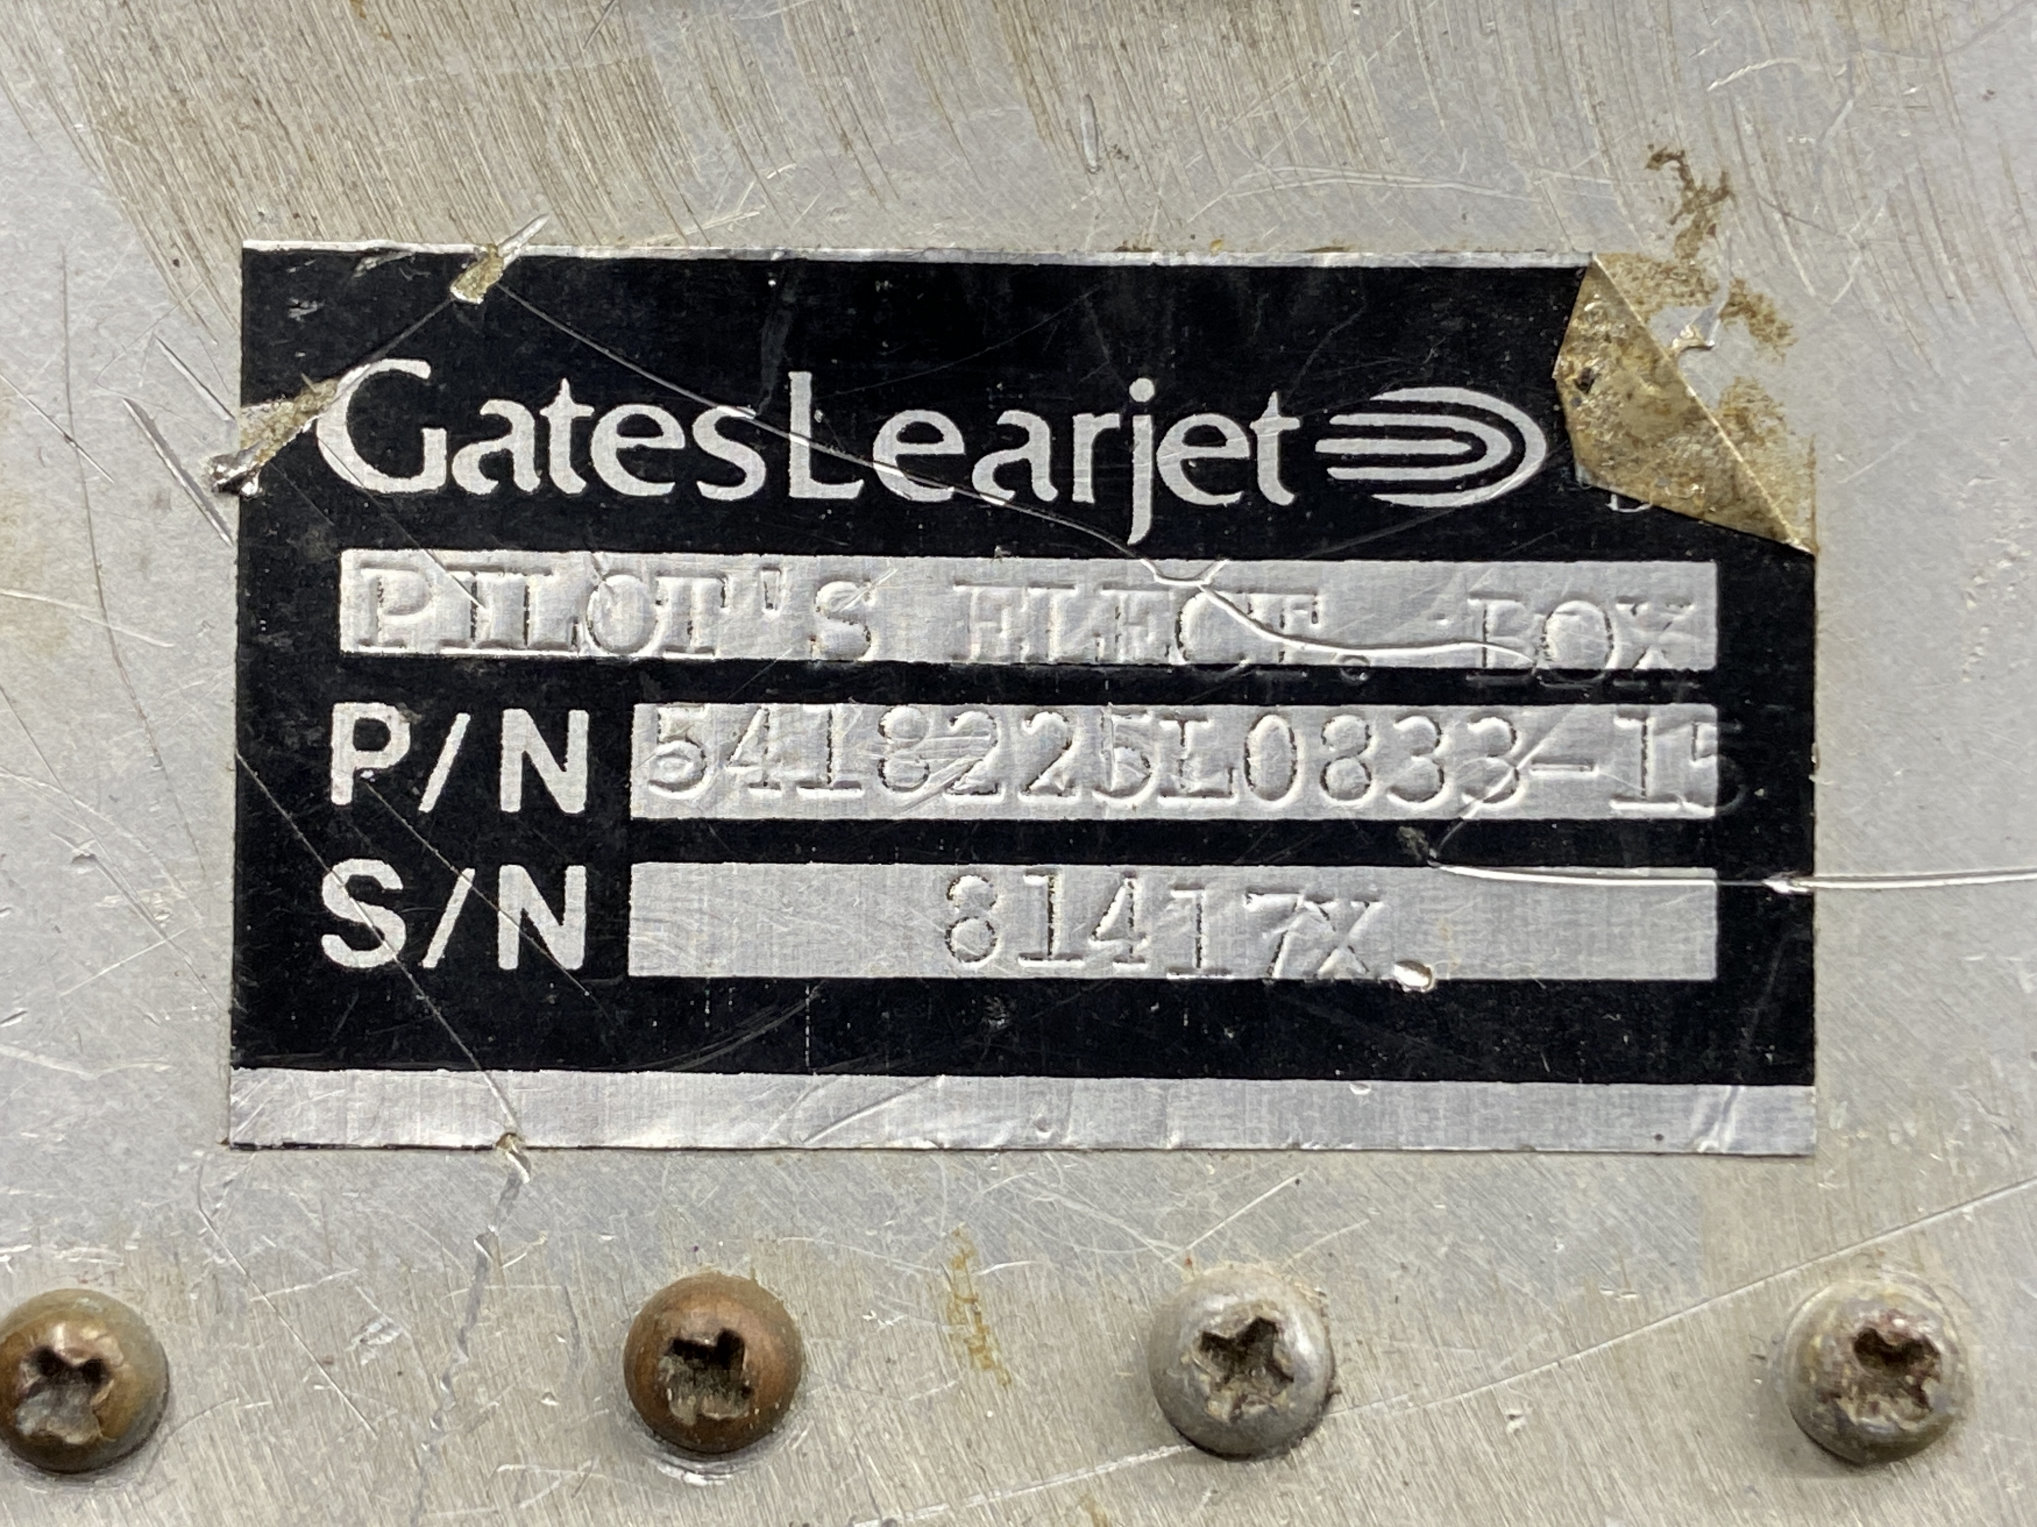 GatesLearjet
PILOT'S ELECT. BOX
P/N 5418225L0833-15
S/N 81417X.